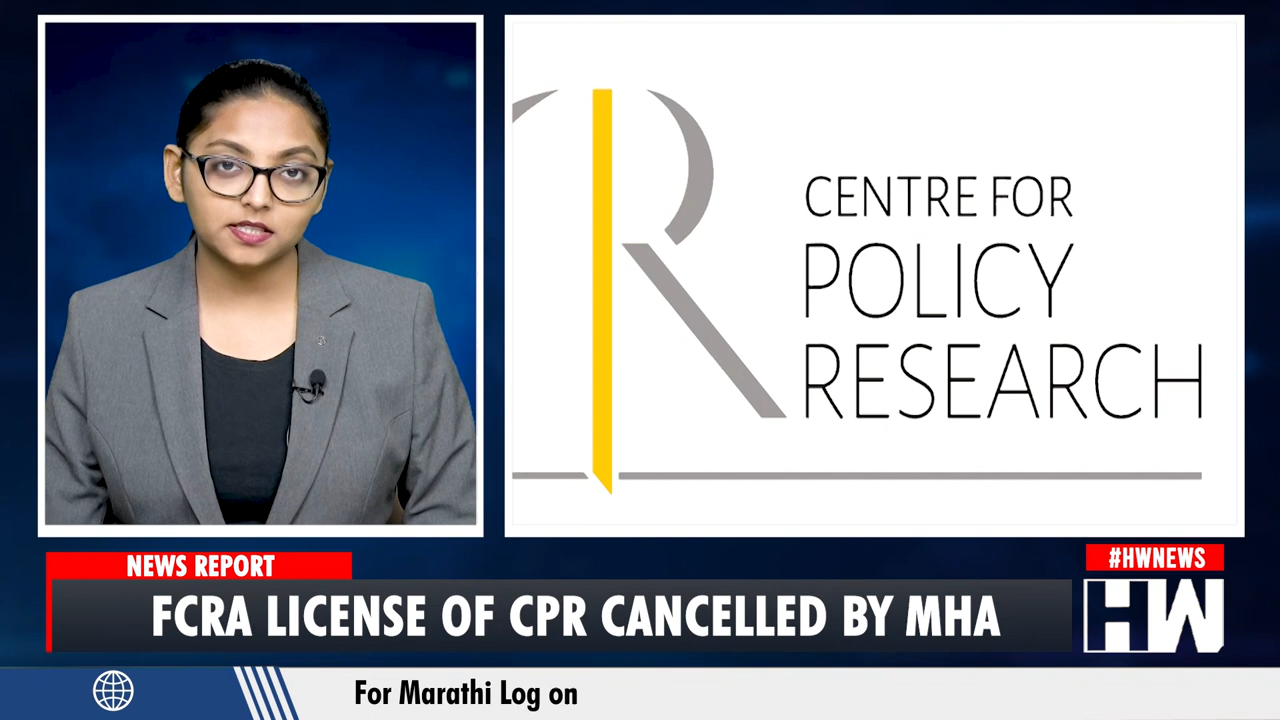 CENTRE FOR
POLICY
RESEARCH
NEWS REPORT
FCRA LICENSE OF CPR CANCELLED BY MHA
#HWNEWS
HW
For Marathi Log on